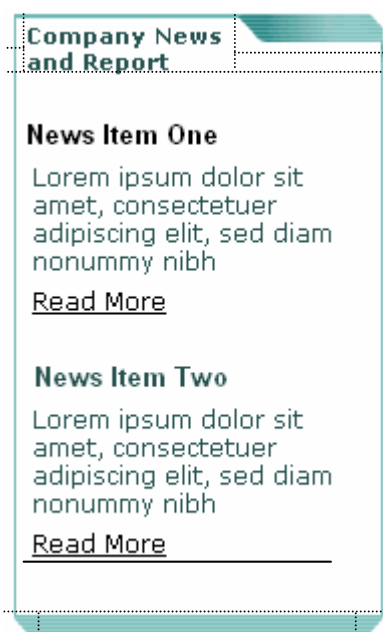 Company News
and Report
News Item One
Lorem ipsum dolor sit
amet, consectetuer
adipiscing elit, sed diam
nonummy nibh
Read More
News Item Two
Lorem ipsum dolor sit
amet, consectetuer
adipiscing elit, sed diam
nonummy nibh
Read More